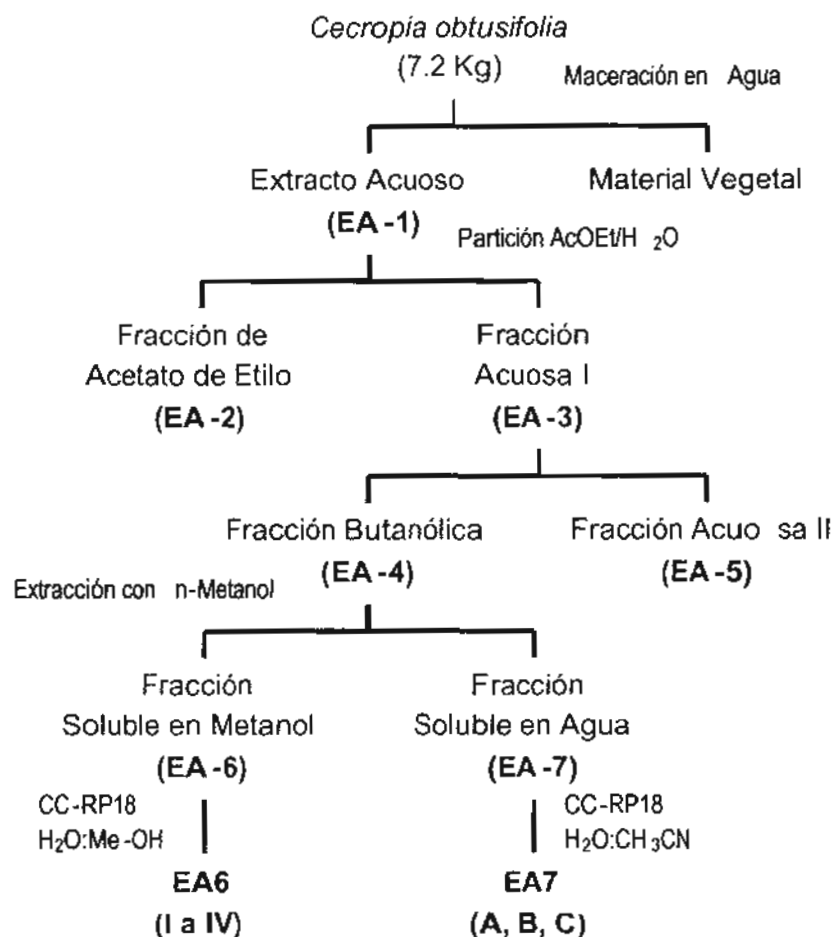 Cecropia obtusifolia
(7.2 Kg)
Maceración en Agua
Extracto Acuoso
(EA -1)
Material Vegetal
Partición AcOEt/H 2O
Fracción de
Acetato de Etilo
(EA -2)
Fracción
Acuosa I
(EA -3)
Fracción Butanólica
(EA -4)
Fracción Acuo sa II
(EA -5)
Extracción con n-Metanol
Fracción
Soluble en Metanol
(EA -6)
Fracción
Soluble en Agua
(EA -7)
CC-RP18
H2O:Me-OH
CC-RP18
H2O:CH3CN
EA6
(I a IV)
EA7
(A, B, C)